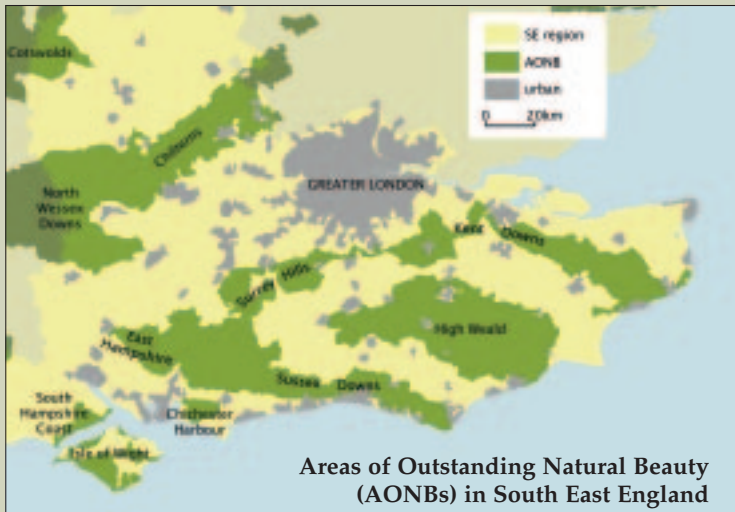 SE region
AONB
urban
0 20km
Cotswolds
Chilterns
North
Wessex
Downs
GREATER LONDON
Kent Downs
Surrey Hills
High Weald
East
Hampshire
Sussex Downs
South
Hampshire
Coast
Chichester
Harbour
Isle of Wight
Areas of Outstanding Natural Beauty
(AONBs) in South East England